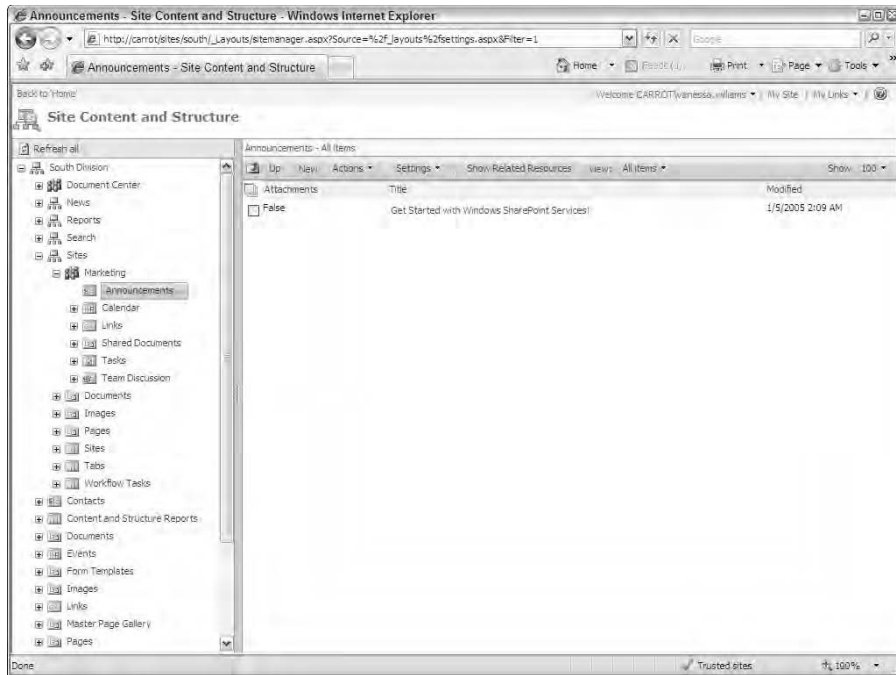 Announcements - Site Content and Structure - Windows Internet Explorer
http://carrot/sites/south/_Layouts/sitemanager.aspx?Source=%2f_layouts%2fsettings.aspx&Filter=1
Google
Announcements - Site Content and Structure
Home Feeds Print Page Tools
Back to Home
Welcome My Site My Links
Site Content and Structure
Refresh all
Announcements - All Items
South Division
Up New Actions Settings Show Related Resources View: All Items Show 100
Document Center
Attachments Title Modified
News
False Get Started with Windows SharePoint Services! 1/5/2005 2:09 AM
Reports
Search
Sites
Marketing
Announcements
Calendar
Links
Shared Documents
Tasks
Team Discussion
Documents
Images
Pages
Sites
Tabs
Workflow Tasks
Contacts
Content and Structure Reports
Documents
Events
Form Templates
Images
Links
Master Page Gallery
Pages
Done
Trusted sites
100%